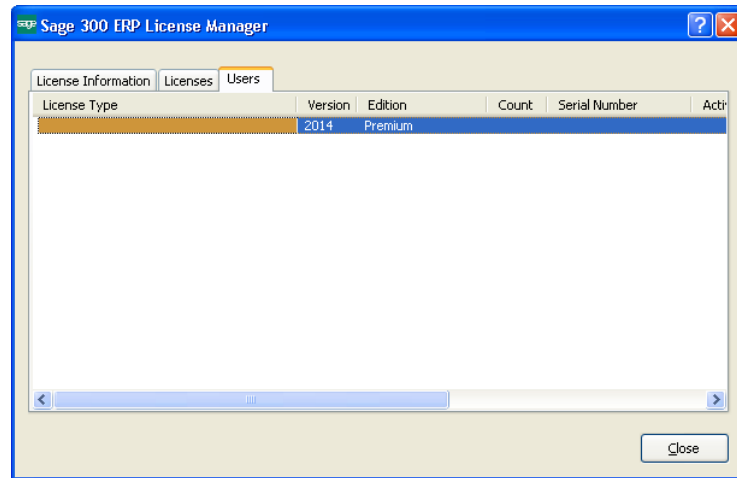 sage Sage 300 ERP License Manager
License Information Licenses Users
License Type Version Edition Count Serial Number Acti
2014 Premium
Close